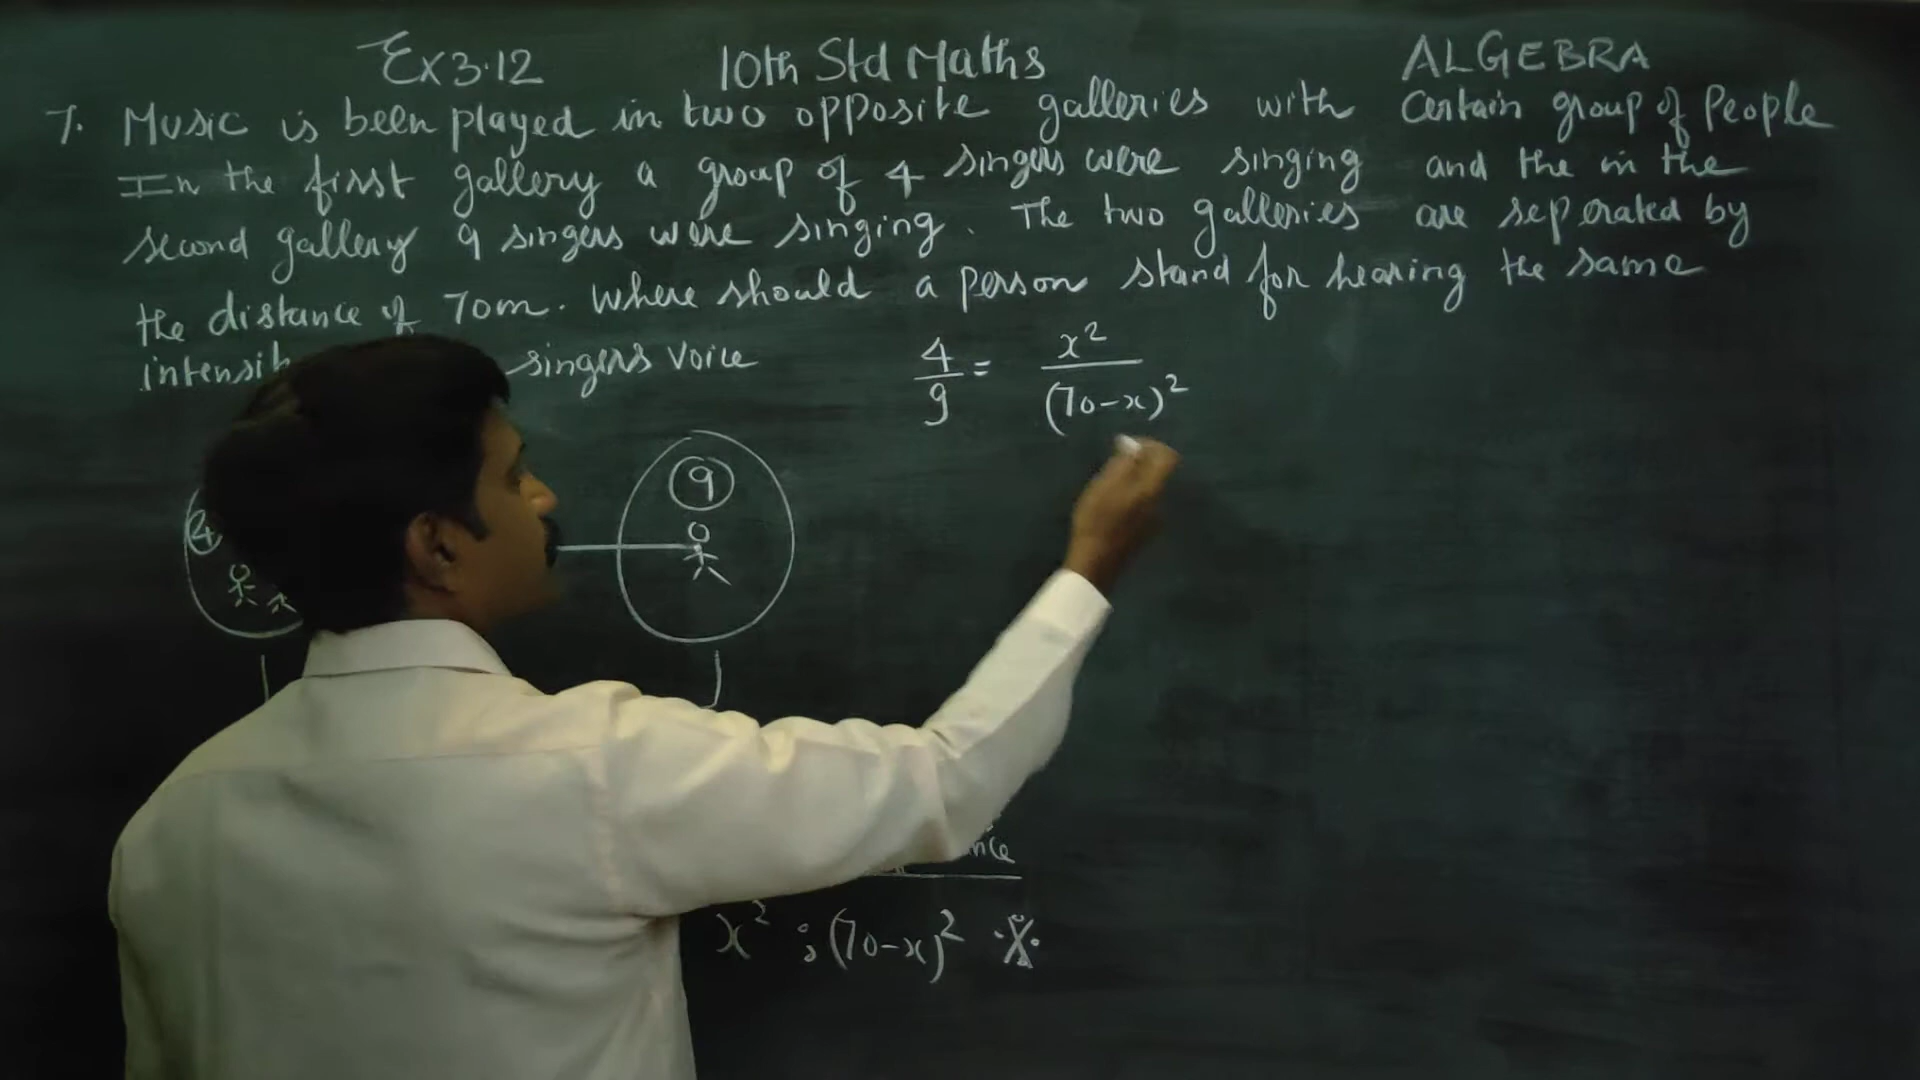 Ex 3.12 10th Std Maths ALGEBRA
7. Music is been played in two opposite galleries with certain group of People
In the first gallery a group of 4 singers were singing and the in the
second gallery 9 singers were singing. The two galleries are seperated by
the distance of 70m. Where should a person stand for hearing the same
singers voice
4/9 = x²/(70-x)²
9
4
x² : (70-x)²